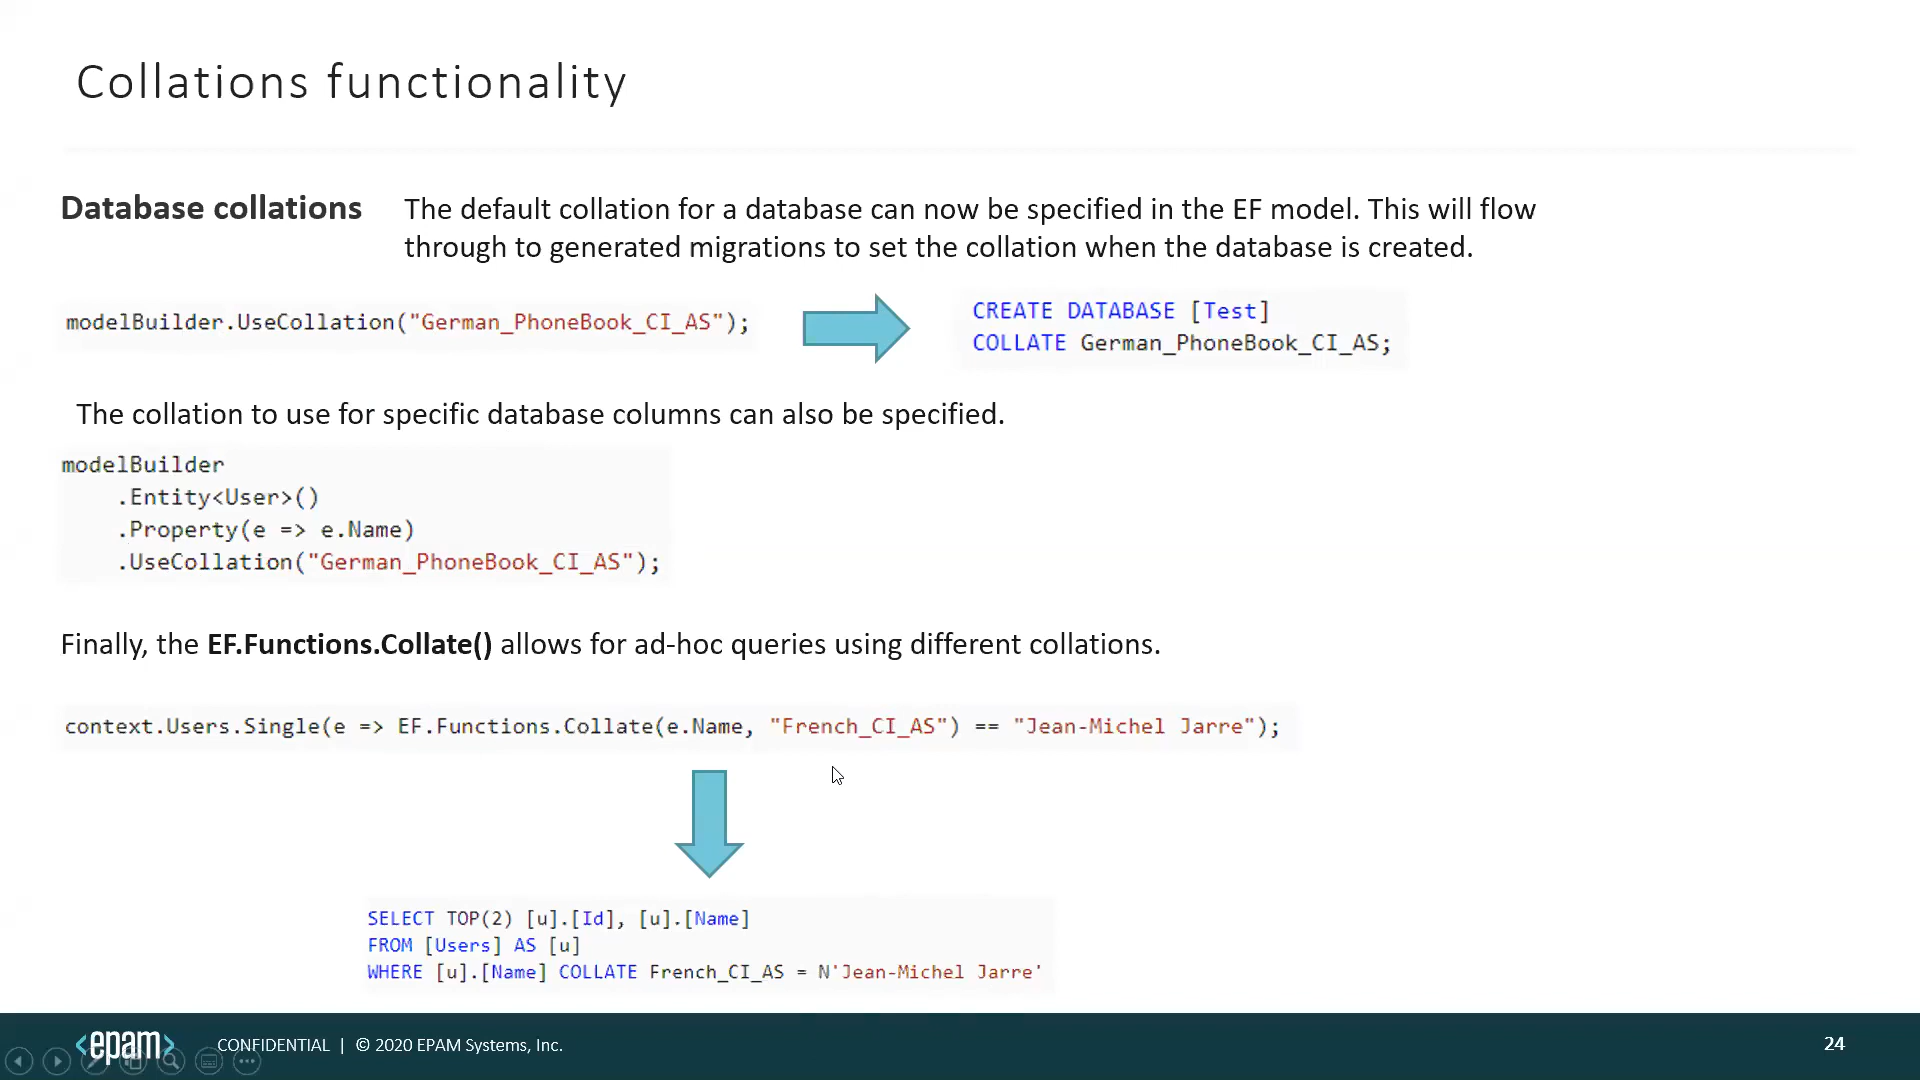 Collations functionality
Database collations
The default collation for a database can now be specified in the EF model. This will flow
through to generated migrations to set the collation when the database is created.
modelBuilder.UseCollation("German_PhoneBook_CI_AS");
CREATE DATABASE [Test]
COLLATE German_PhoneBook_CI_AS;
The collation to use for specific database columns can also be specified.
modelBuilder
.Entity<User>()
.Property(e => e.Name)
.UseCollation("German_PhoneBook_CI_AS");
Finally, the EF.Functions.Collate() allows for ad-hoc queries using different collations.
context.Users.Single(e => EF.Functions.Collate(e.Name, "French_CI_AS") == "Jean-Michel Jarre");
SELECT TOP(2) [u].[Id], [u].[Name]
FROM [Users] AS [u]
WHERE [u].[Name] COLLATE French_CI_AS = N'Jean-Michel Jarre'
<epam> CONFIDENTIAL | © 2020 EPAM Systems, Inc.
24